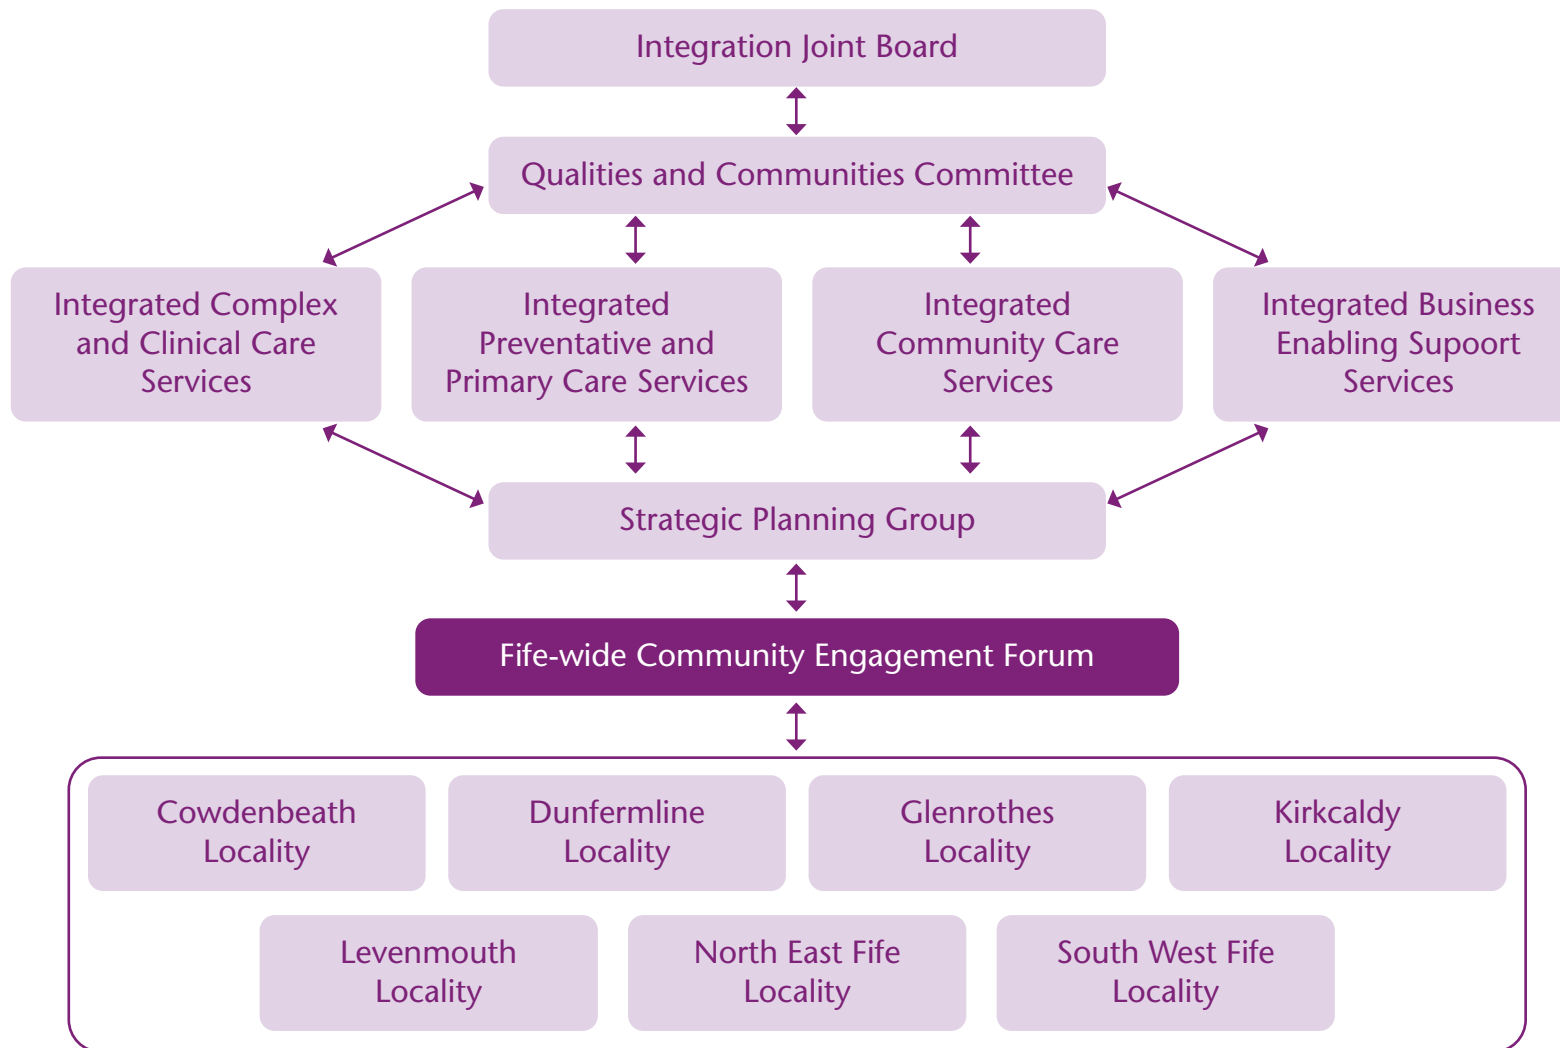 Integration Joint Board
Qualities and Communities Committee
Integrated Complex
and Clinical Care
Services
Integrated
Preventative and
Primary Care Services
Integrated
Community Care
Services
Integrated Business
Enabling Supoort
Services
Strategic Planning Group
Fife-wide Community Engagement Forum
Cowdenbeath
Locality
Dunfermline
Locality
Glenrothes
Locality
Kirkcaldy
Locality
Levenmouth
Locality
North East Fife
Locality
South West Fife
Locality